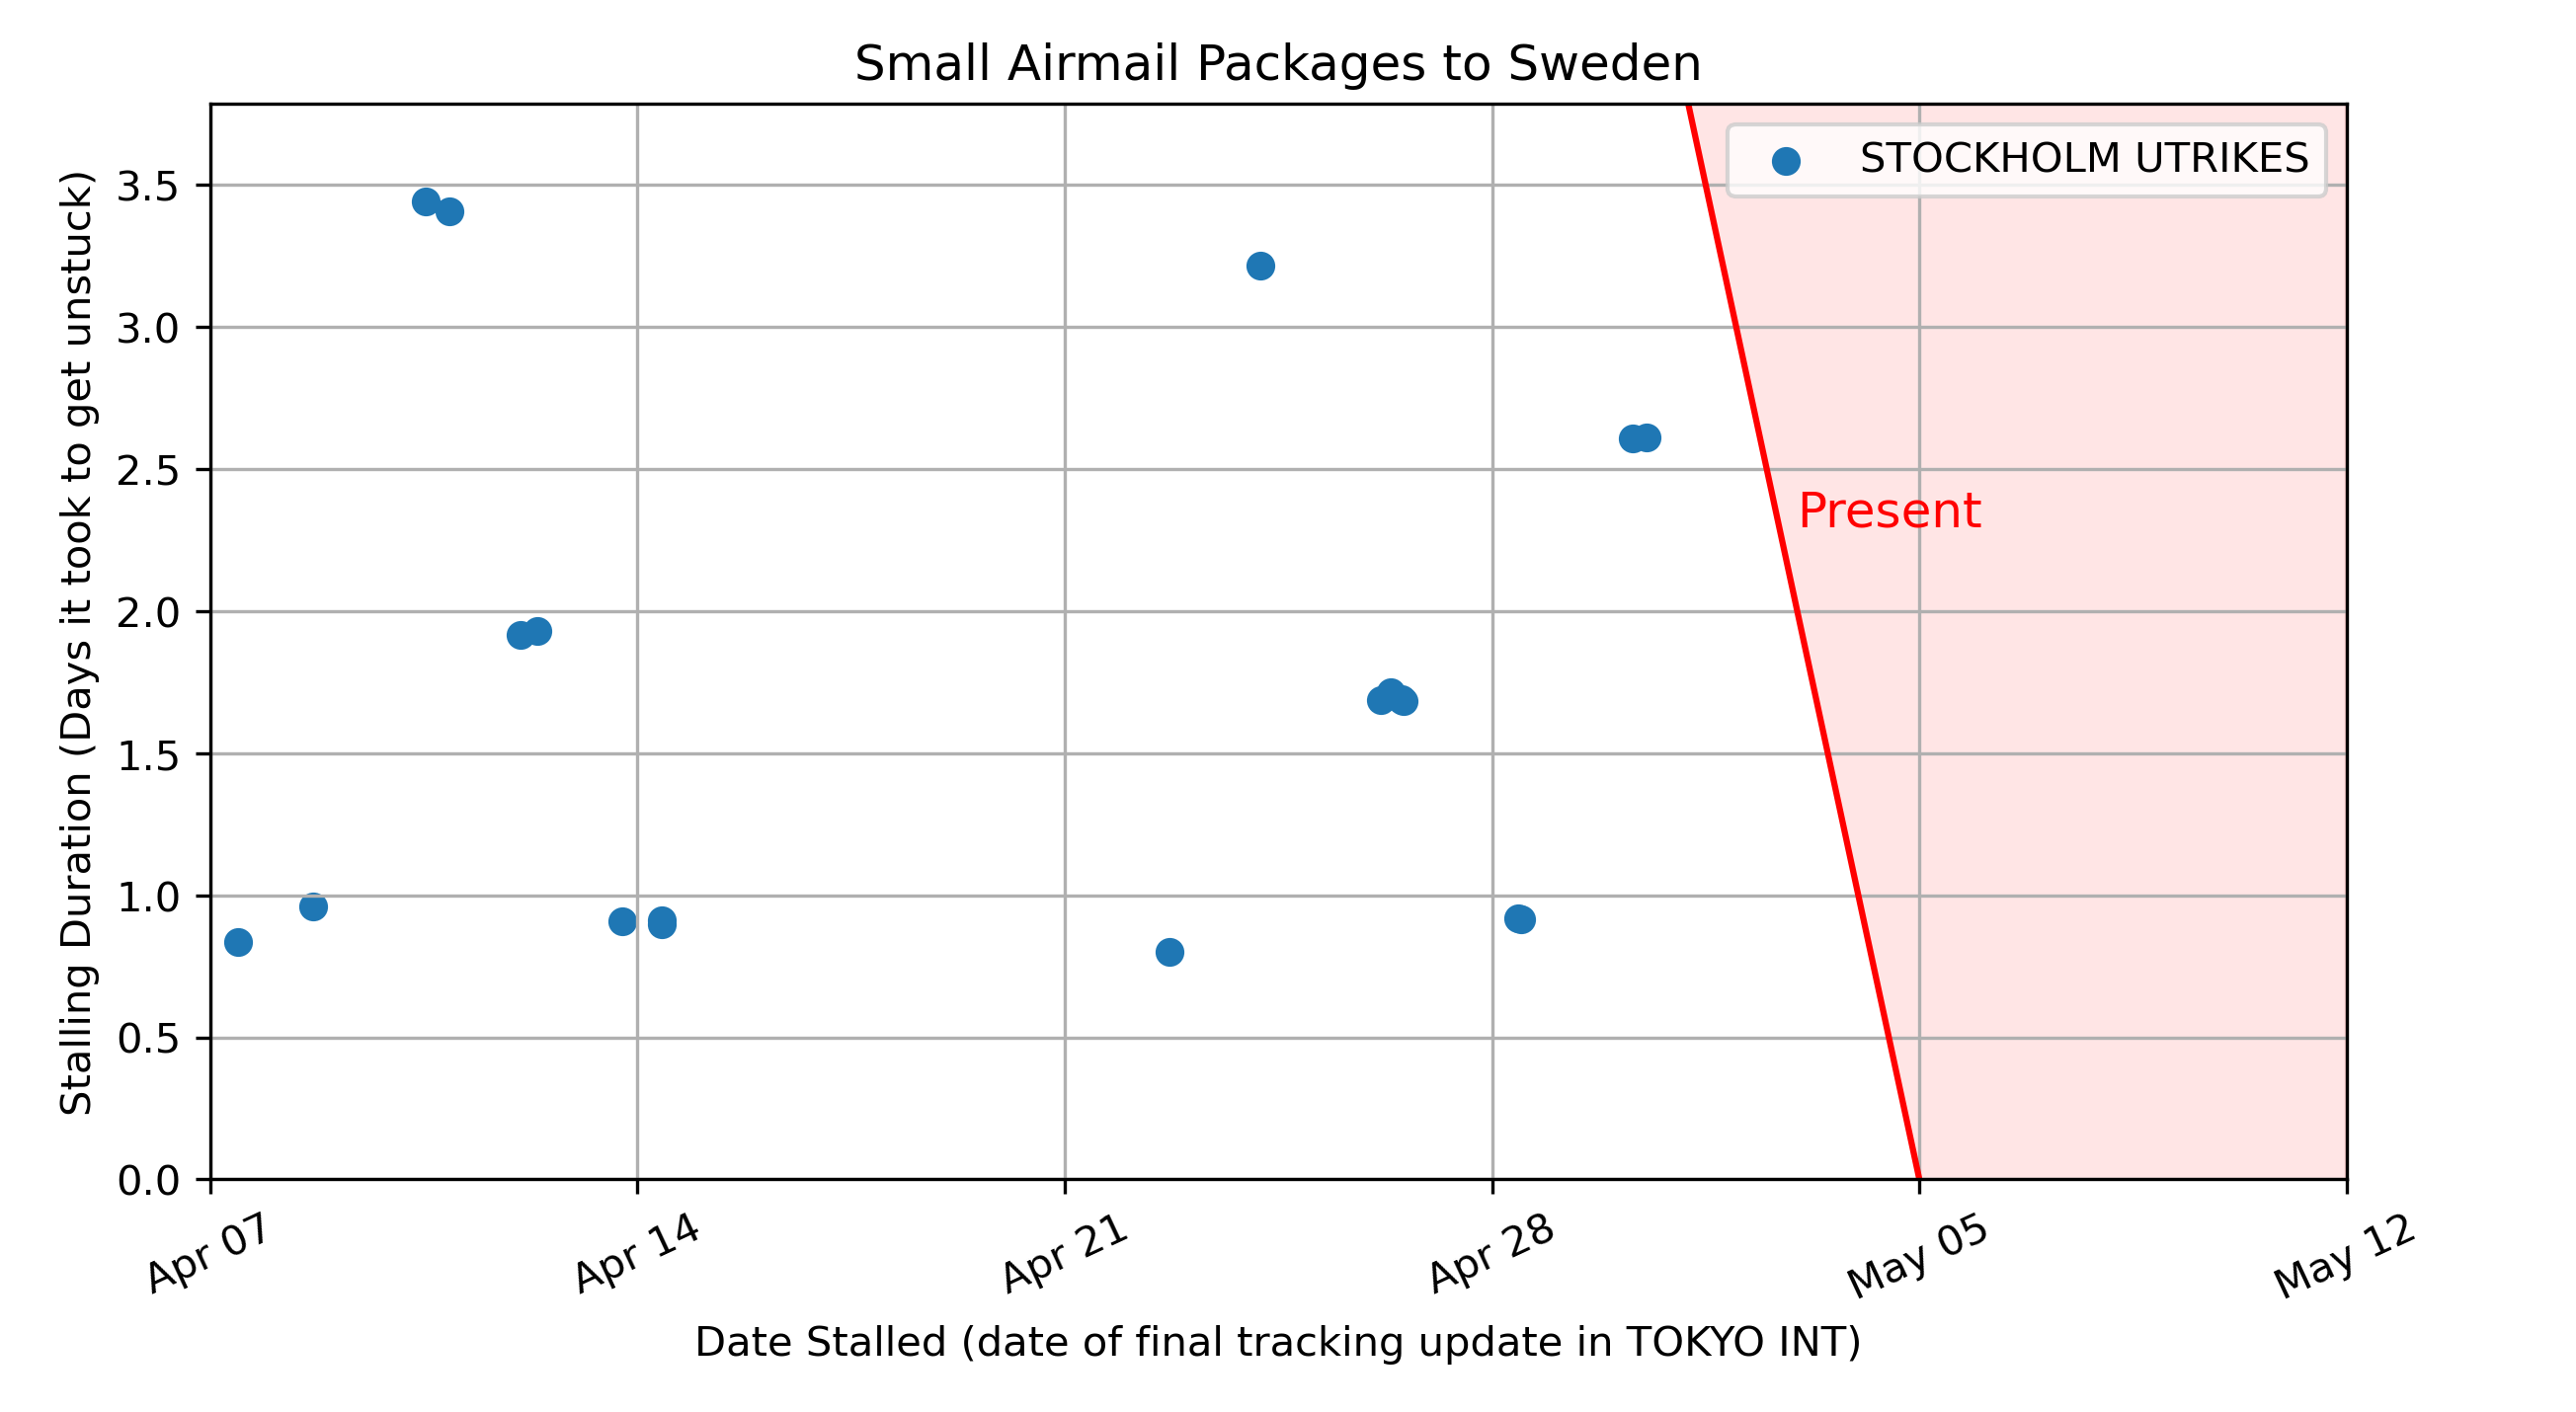 Small Airmail Packages to Sweden
STOCKHOLM UTRIKES
Present
Stalling Duration (Days it took to get unstuck)
3.5
3.0
2.5
2.0
1.5
1.0
0.5
0.0
Apr 07
Apr 14
Apr 21
Apr 28
May 05
May 12
Date Stalled (date of final tracking update in TOKYO INT)